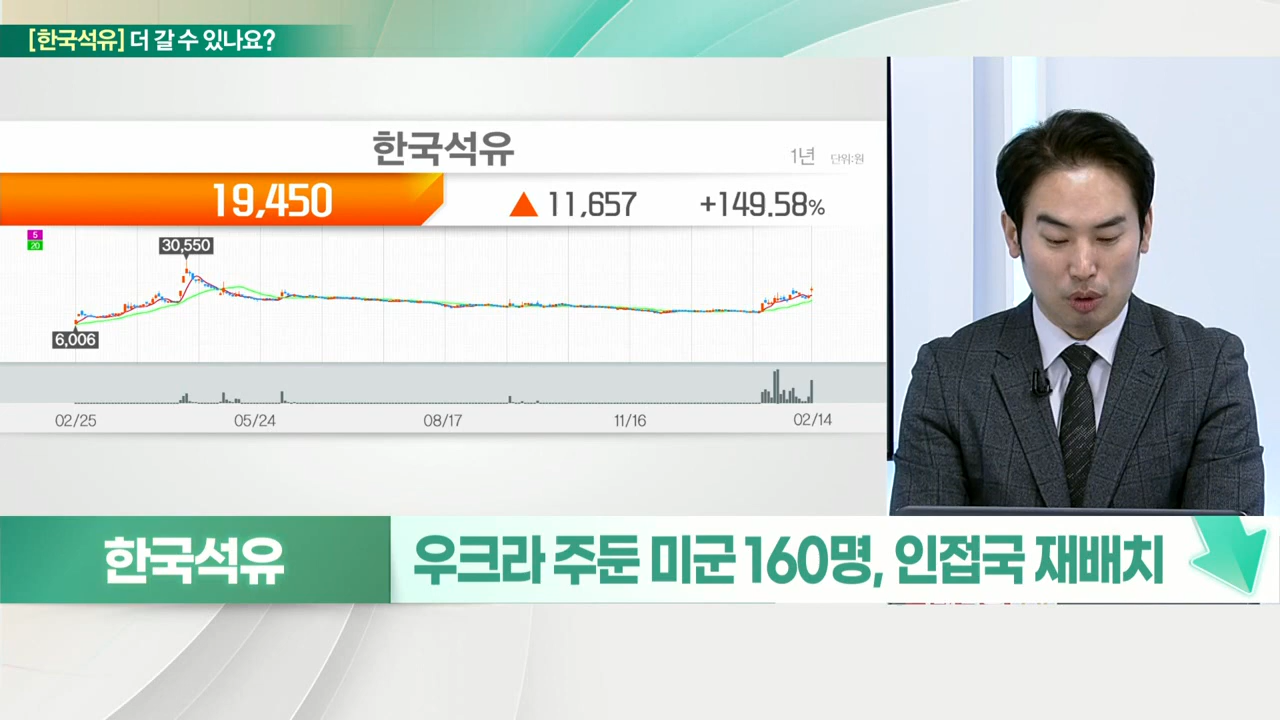 [한국석유] 더 갈 수 있나요?
한국석유
1년 단위:원
19,450 ▲ 11,657 +149.58%
5
20
30,550
6,006
02/25 05/24 08/17 11/16 02/14
한국석유 우크라 주둔 미군 160명, 인접국 재배치